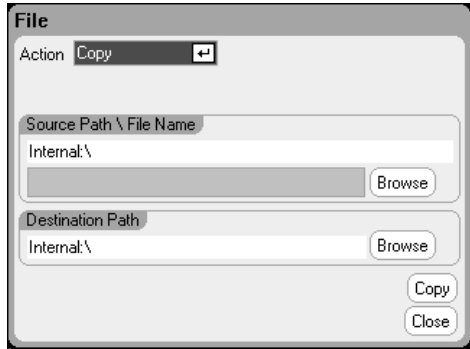 File
Action Copy
Source Path \ File Name
Internal:\
Browse
Destination Path
Internal:\ Browse
Copy
Close